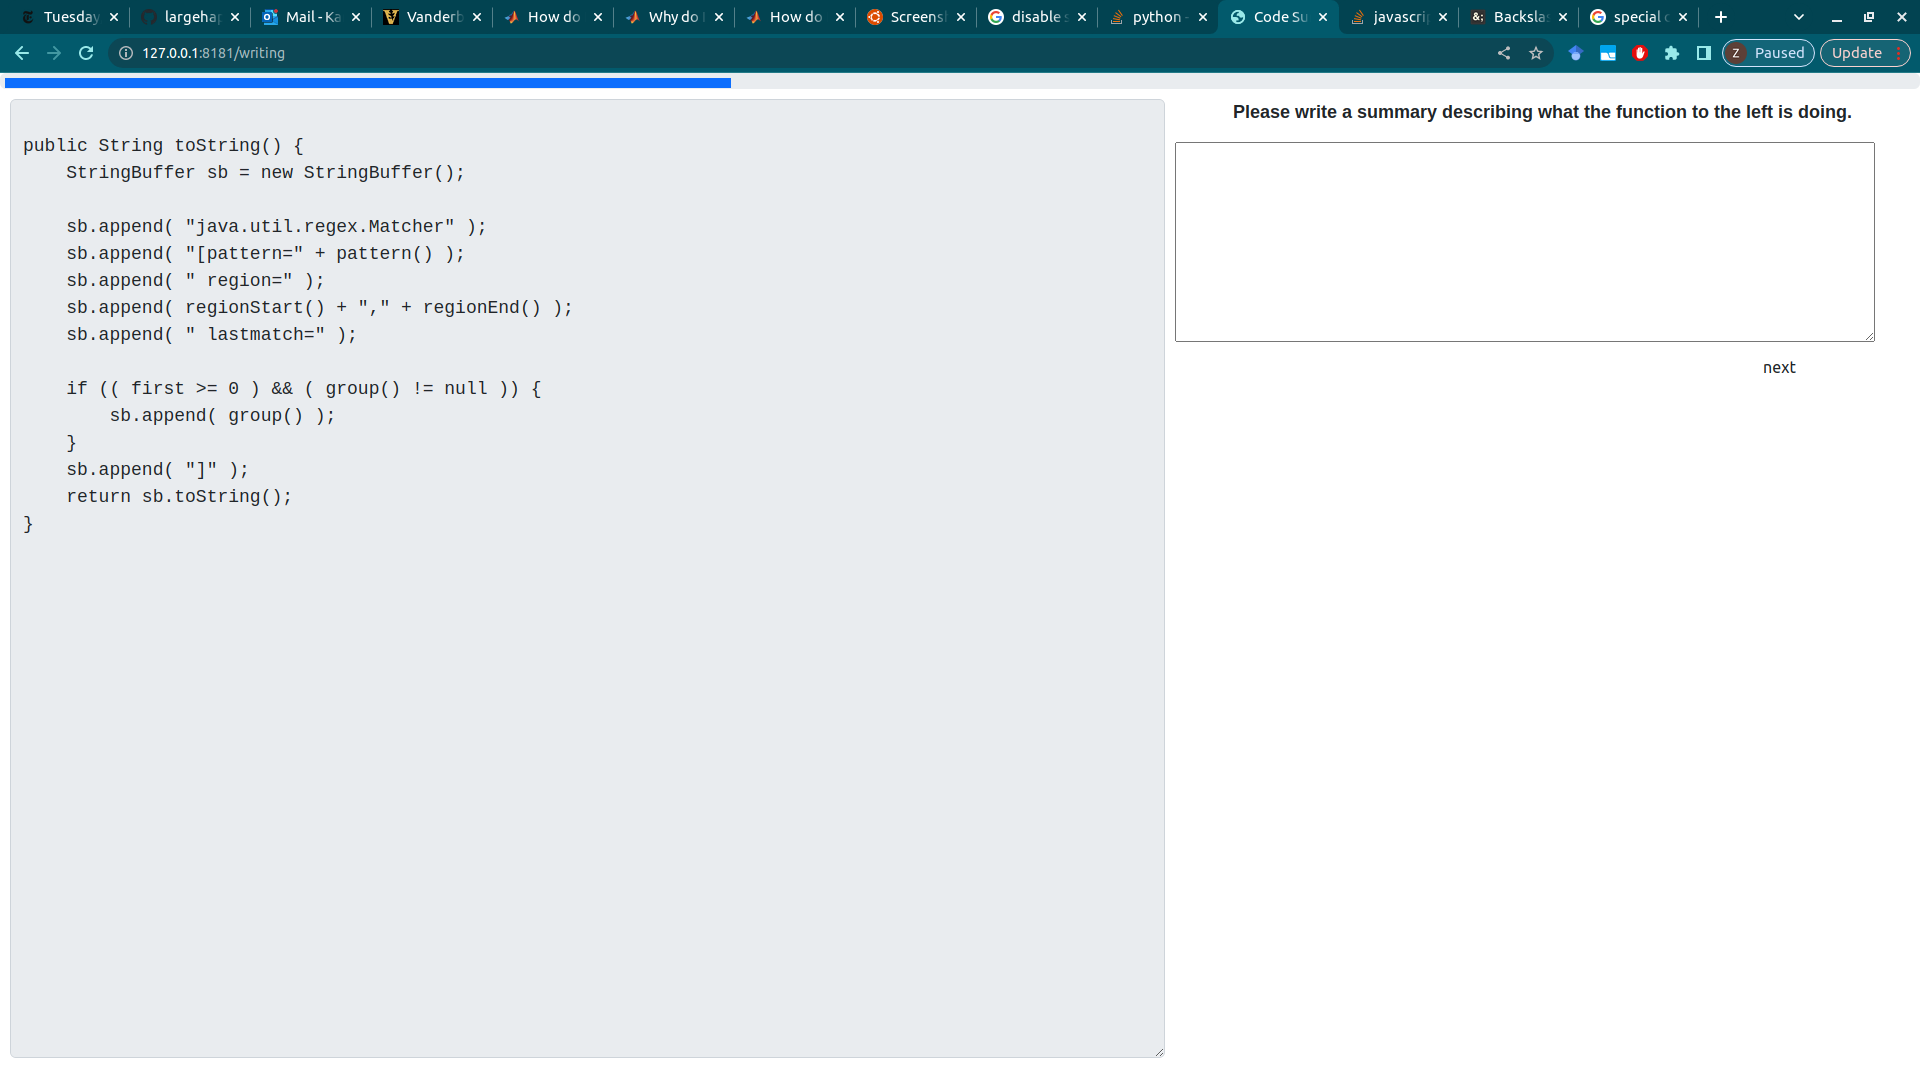 Tuesday
largehap
Mail - Ka
Vanderb
How do
Why do
How do
Screens
disable s
python -
Code Su
javascri
Backslas
special c
127.0.0.1:8181/writing
Z Paused
Update
public String toString() {
    StringBuffer sb = new StringBuffer();
    sb.append( "java.util.regex.Matcher" );
    sb.append( "[pattern=" + pattern() );
    sb.append( " region=" );
    sb.append( regionStart() + "," + regionEnd() );
    sb.append( " lastmatch=" );
    if (( first >= 0 ) && ( group() != null )) {
        sb.append( group() );
    }
    sb.append( "]" );
    return sb.toString();
}
Please write a summary describing what the function to the left is doing.
next